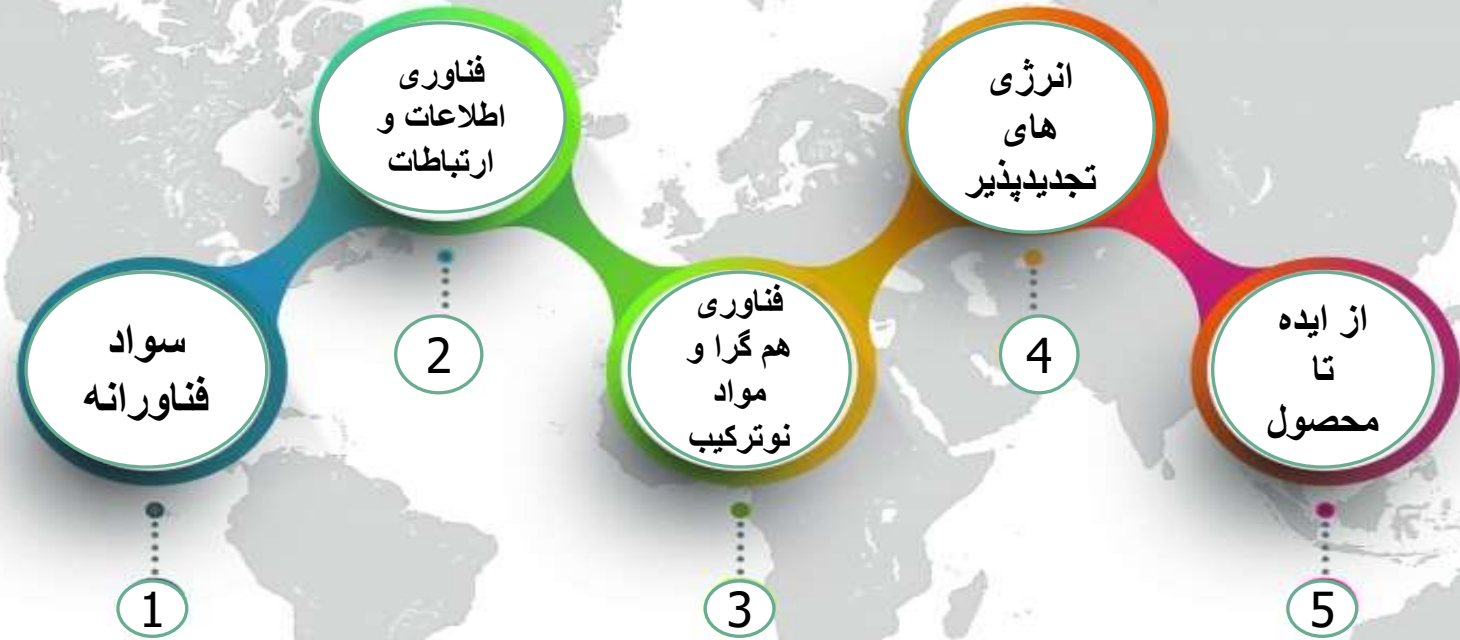 سواد
فناورانه
1
فناوری
اطلاعات و
ارتباطات
2
فناوری
هم گرا و
مواد
نوترکیب
3
انرژی
های
تجدیدپذیر
4
از ایده
تا
محصول
5